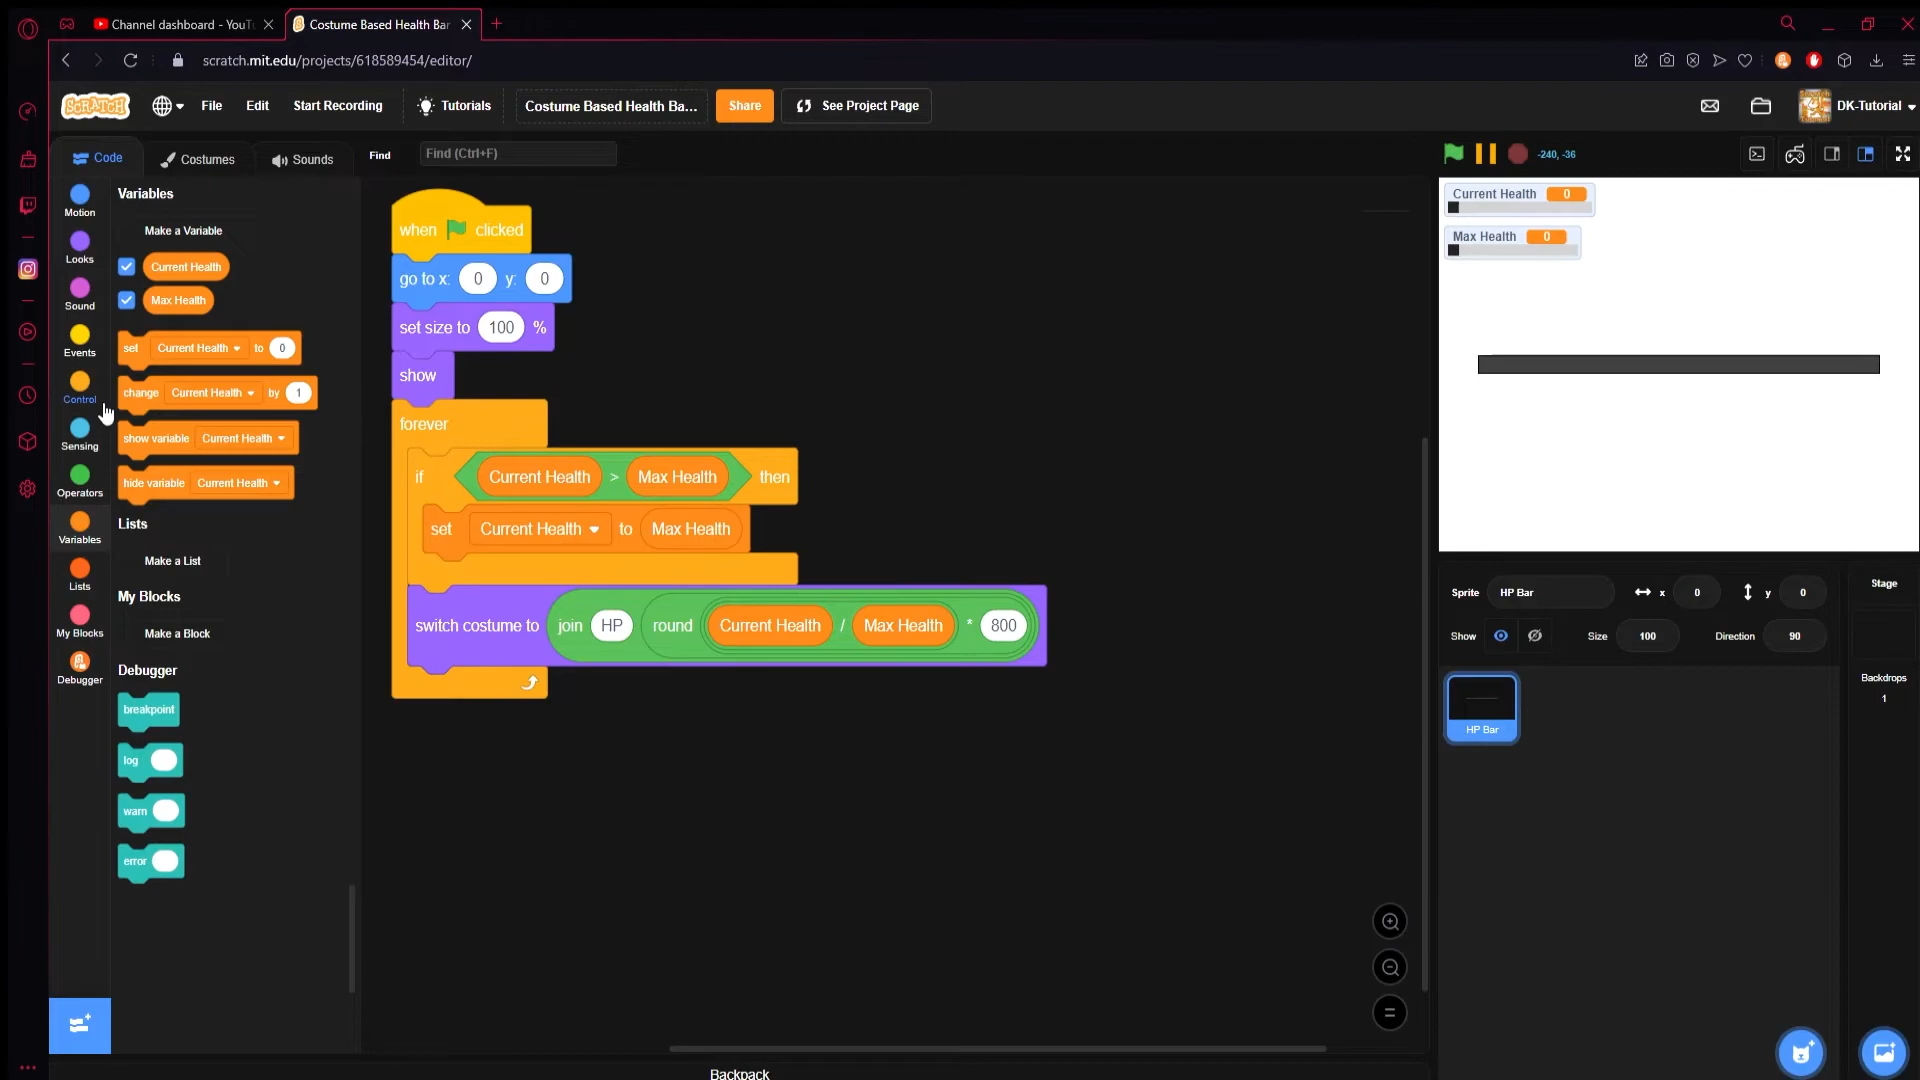 Channel dashboard - YouT
Costume Based Health Bar
scratch.mit.edu/projects/618589454/editor/
SCRATCH
File
Edit
Start Recording
Tutorials
Costume Based Health Ba...
Share
See Project Page
DK-Tutorial
Code
Costumes
Sounds
Find
Find (Ctrl+F)
-240, -36
Motion
Looks
Sound
Events
Control
Sensing
Operators
Variables
Lists
My Blocks
Debugger
Variables
Make a Variable
Current Health
Max Health
set Current Health to 0
change Current Health by 1
show variable Current Health
hide variable Current Health
Lists
Make a List
My Blocks
Make a Block
Debugger
breakpoint
log
warn
error
when clicked
go to x: 0 y: 0
set size to 100 %
show
forever
if Current Health > Max Health then
set Current Health to Max Health
switch costume to join HP round Current Health / Max Health * 800
Backpack
Current Health 0
Max Health 0
Sprite HP Bar x 0 y 0
Show Size 100 Direction 90
HP Bar
Stage
Backdrops
1